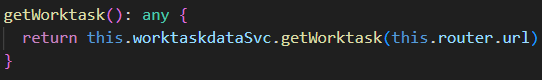 getWorktask(): any {
return this.worktaskdataSvc.getWorktask(this.router.url)
}